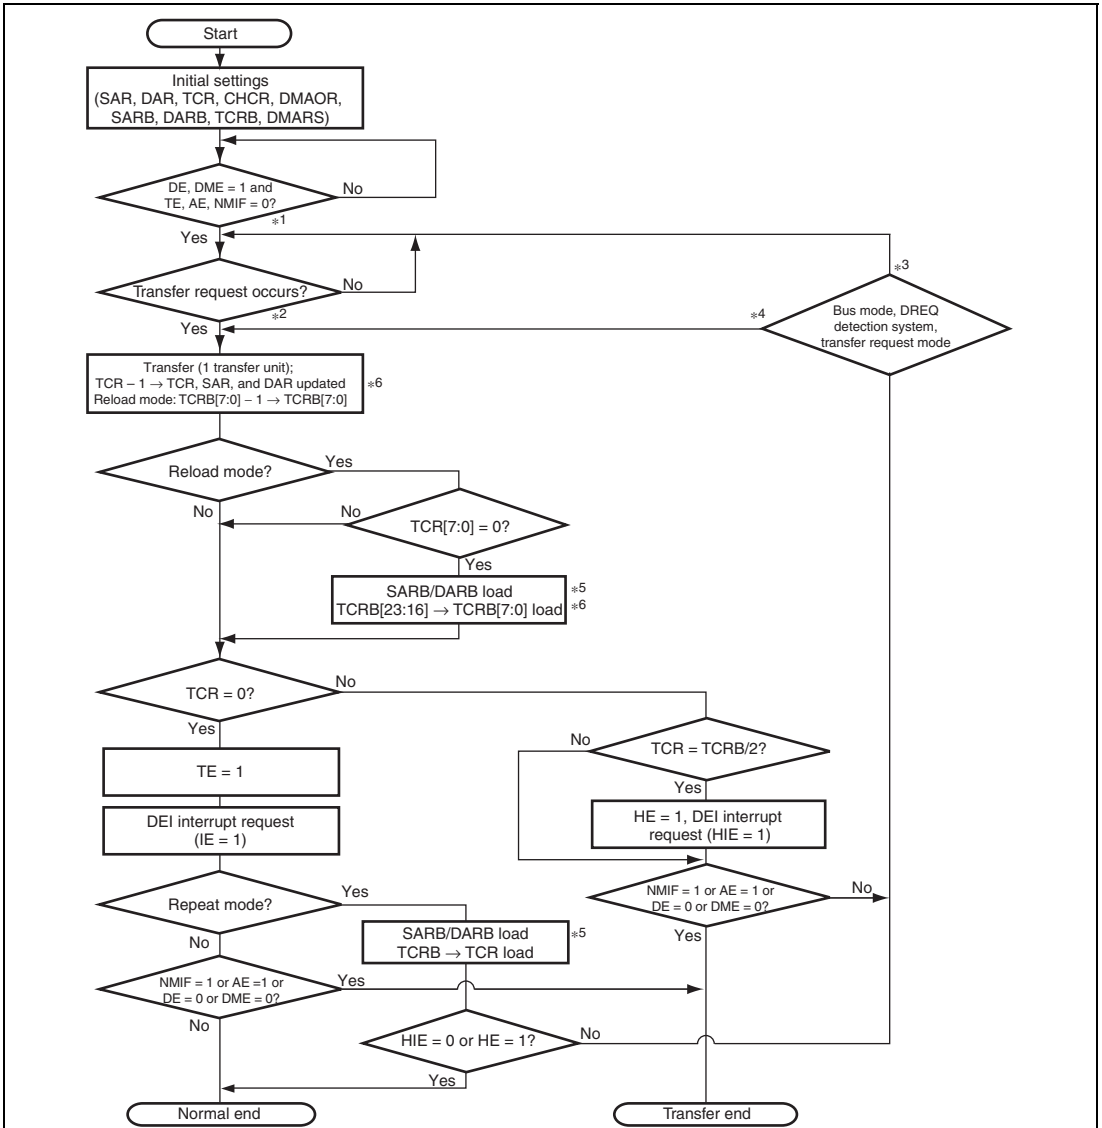 Start
Initial settings
(SAR, DAR, TCR, CHCR, DMAOR,
SARB, DARB, TCRB, DMARS)
DE, DME = 1 and
TE, AE, NMIF = 0?
No
*1
Yes
*3
Transfer request occurs?
No
*2
Yes
*4
Bus mode, DREQ
detection system,
transfer request mode
Transfer (1 transfer unit);
TCR – 1 → TCR, SAR, and DAR updated
Reload mode: TCRB[7:0] – 1 → TCRB[7:0]
*6
Reload mode?
Yes
No
No
TCR[7:0] = 0?
Yes
SARB/DARB load
*5
TCRB[23:16] → TCRB[7:0] load
*6
TCR = 0?
No
Yes
No
TCR = TCRB/2?
Yes
TE = 1
HE = 1, DEI interrupt
request (HIE = 1)
DEI interrupt request
(IE = 1)
NMIF = 1 or AE = 1 or
DE = 0 or DME = 0?
No
Yes
Repeat mode?
Yes
No
SARB/DARB load
TCRB → TCR load
*5
NMIF = 1 or AE =1 or
DE = 0 or DME = 0?
Yes
No
HIE = 0 or HE = 1?
No
Yes
Normal end
Transfer end